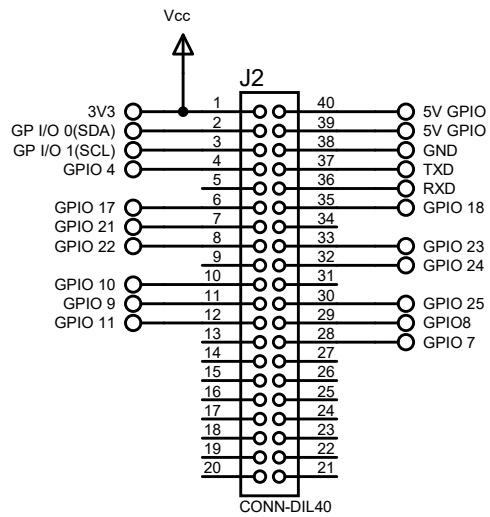 Vcc
J2
3V3 1 40 5V GPIO
GP I/O 0(SDA) 2 39 5V GPIO
GP I/O 1(SCL) 3 38 GND
GPIO 4 4 37 TXD
5 36 RXD
GPIO 17 6 35 GPIO 18
GPIO 21 7 34
GPIO 22 8 33 GPIO 23
9 32 GPIO 24
GPIO 10 10 31
GPIO 9 11 30 GPIO 25
GPIO 11 12 29 GPIO8
13 28 GPIO 7
14 27
15 26
16 25
17 24
18 23
19 22
20 21
CONN-DIL40